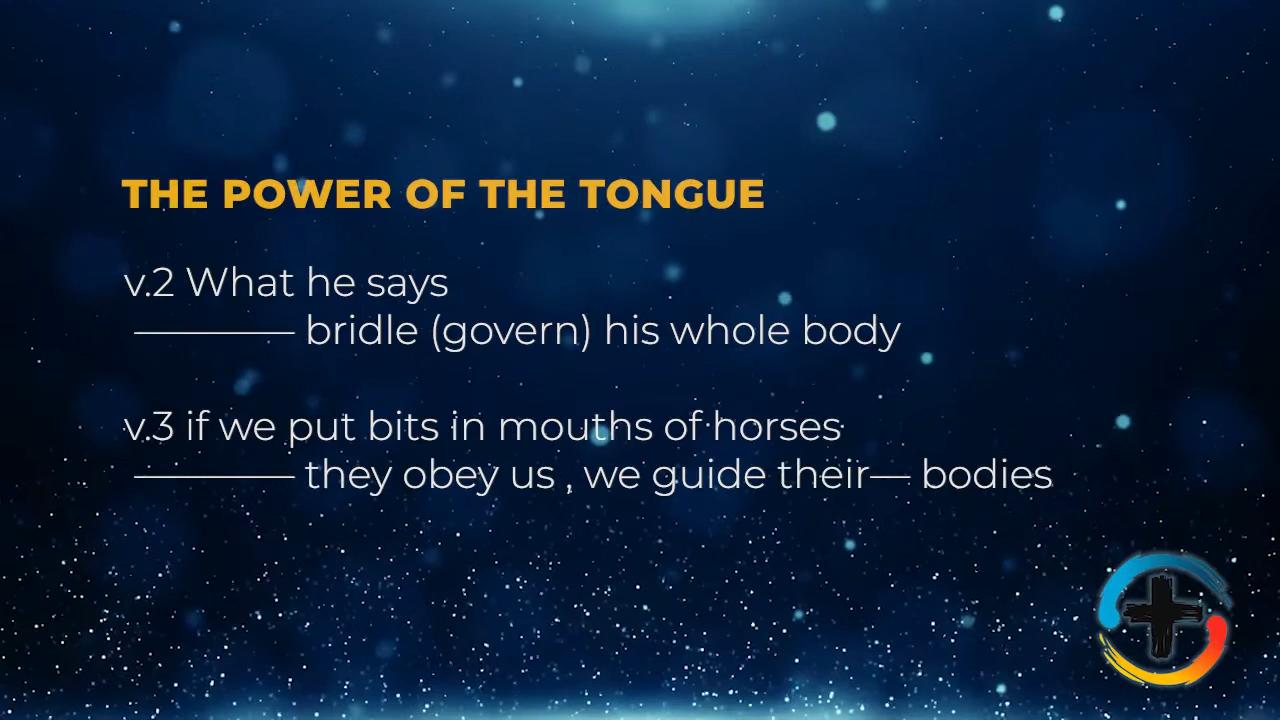 THE POWER OF THE TONGUE
v.2 What he says
———— bridle (govern) his whole body
v.3 if we put bits in mouths of horses
———— they obey us , we guide their— bodies